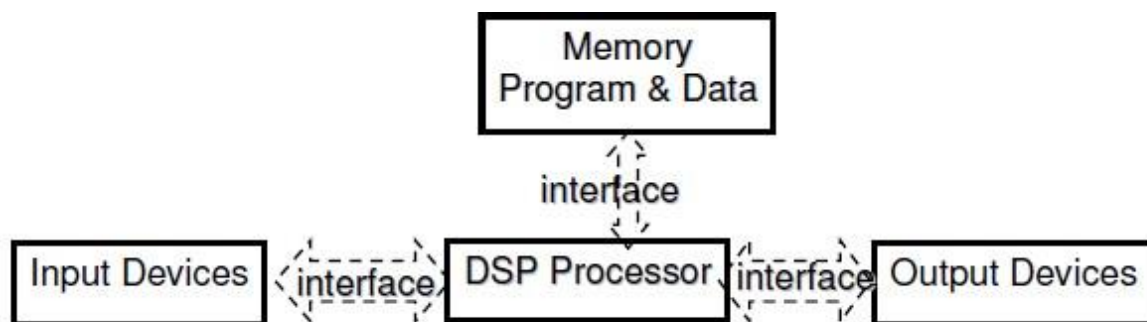 Memory
Program & Data
interface
Input Devices
interface
DSP Processor
interface
Output Devices